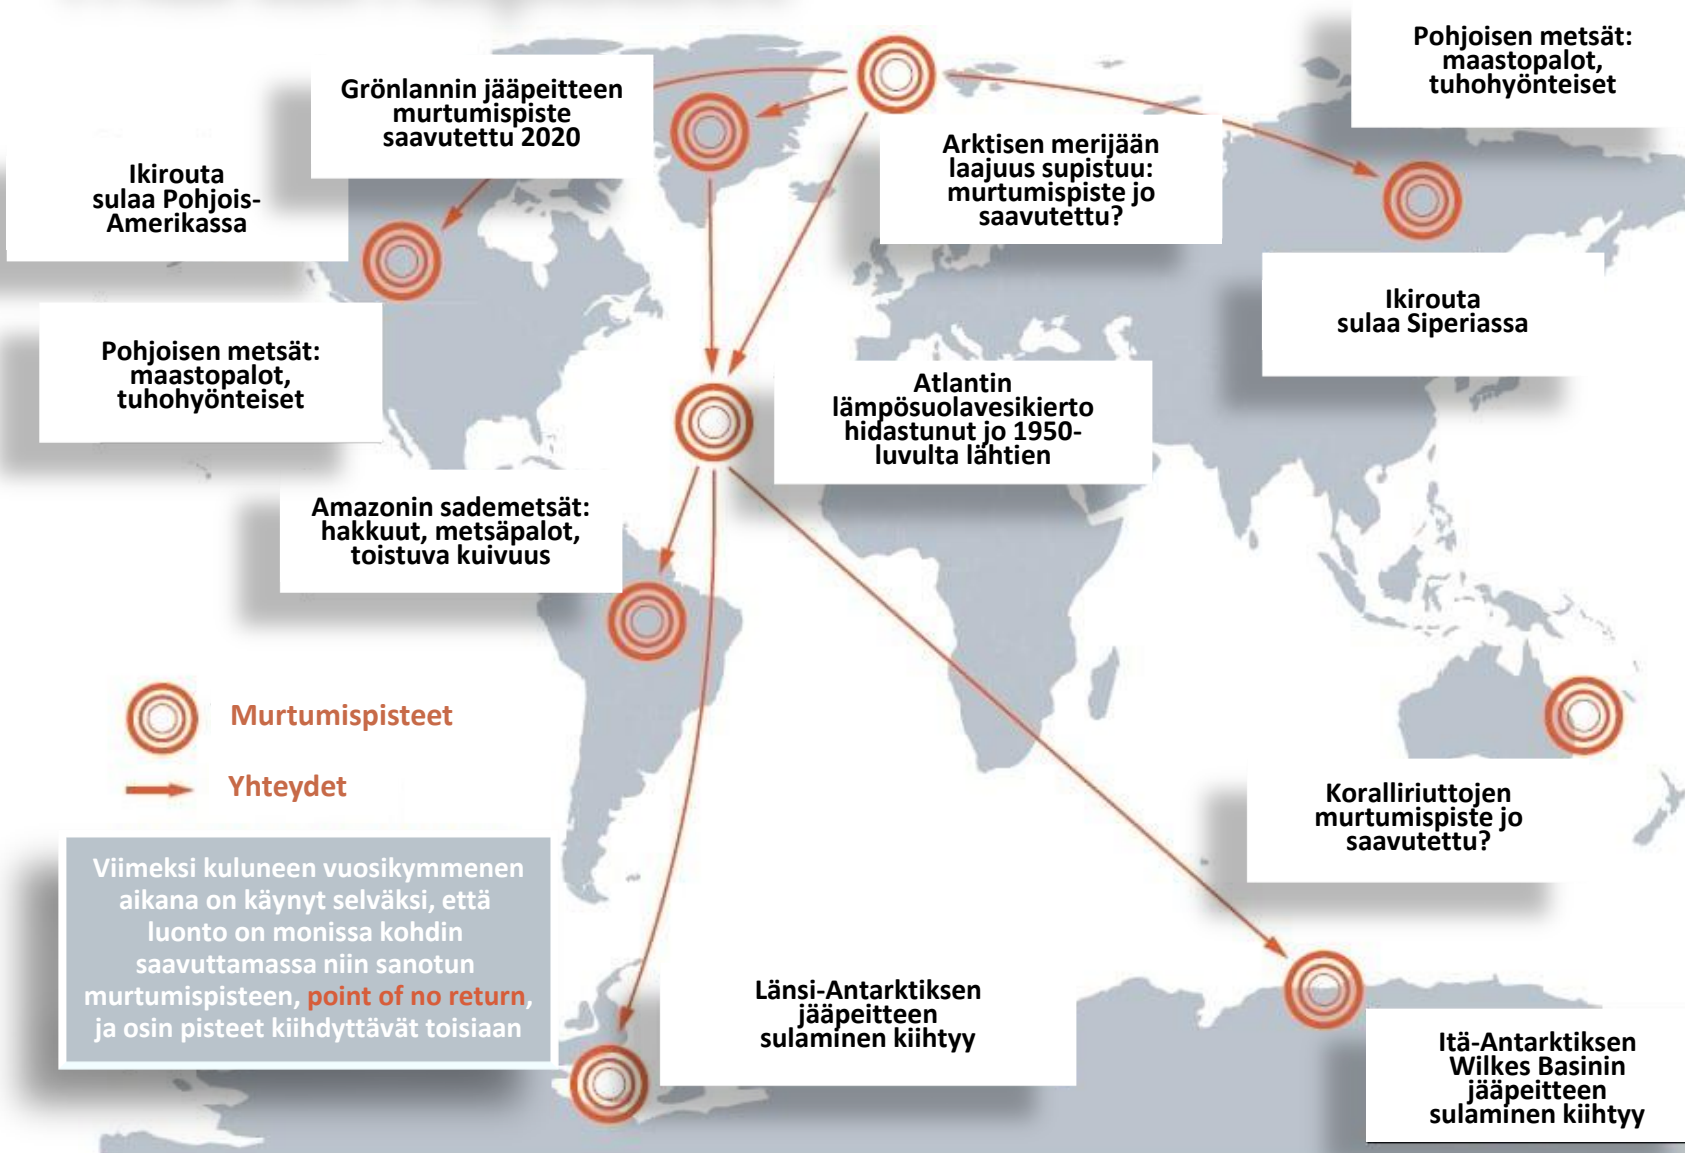 Pohjoisen metsät:
maastopalot,
tuhohyönteiset
Grönlannin jääpeitteen
murtumispiste
saavutettu 2020
Arktisen merijään
laajuus supistuu:
murtumispiste jo
saavutettu?
Ikirouta
sulaa Pohjois-
Amerikassa
Ikirouta
sulaa Siperiassa
Pohjoisen metsät:
maastopalot,
tuhohyönteiset
Atlantin
lämpösuolavesikierto
hidastunut jo 1950-
luvulta lähtien
Amazonin sademetsät:
hakkuut, metsäpalot,
toistuva kuivuus
Murtumispisteet
Yhteydet
Koralliriuttojen
murtumispiste jo
saavutettu?
Viimeksi kuluneen vuosikymmenen
aikana on käynyt selväksi, että
luonto on monissa kohdin
saavuttamassa niin sanotun
murtumispisteen, point of no return,
ja osin pisteet kiihdyttävät toisiaan
Länsi-Antarktiksen
jääpeitteen
sulaminen kiihtyy
Itä-Antarktiksen
Wilkes Basinin
jääpeitteen
sulaminen kiihtyy